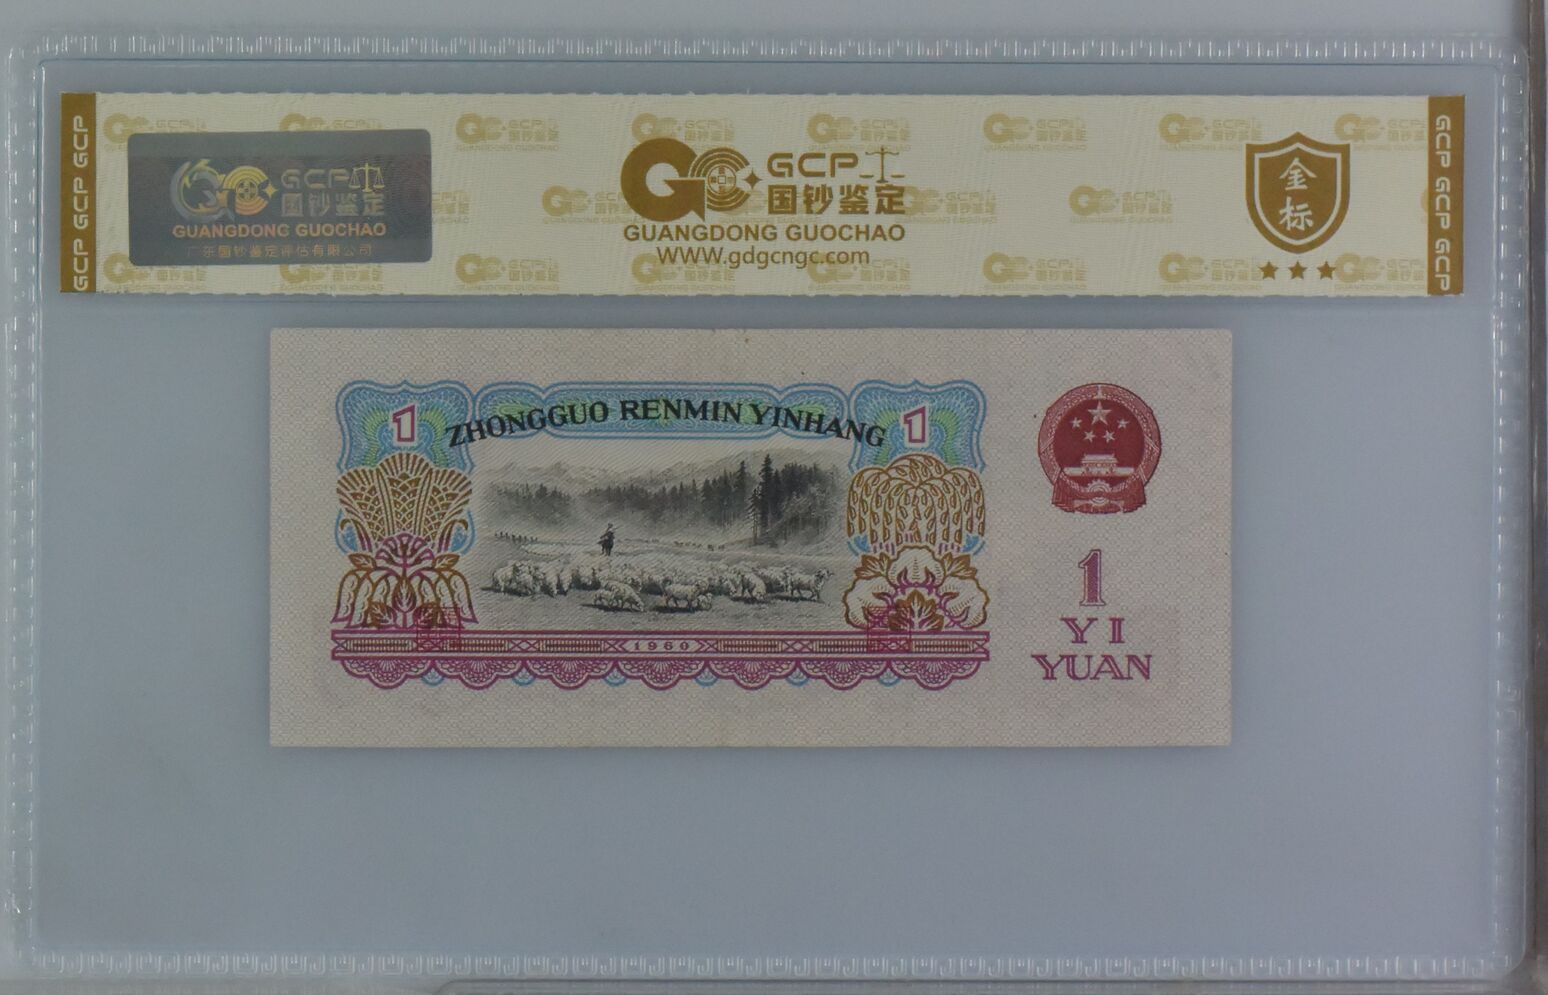 GCP GCP GCP
GCP
国钞鉴定
GUANGDONG GUOCHAO
广东国钞鉴定评估有限公司
GCP
国钞鉴定
GUANGDONG GUOCHAO
WWW.gdgcngc.com
金
标
GCP GCP GCP
1
ZHONGGUO RENMIN YINHANG
1
1960
1
YI
YUAN